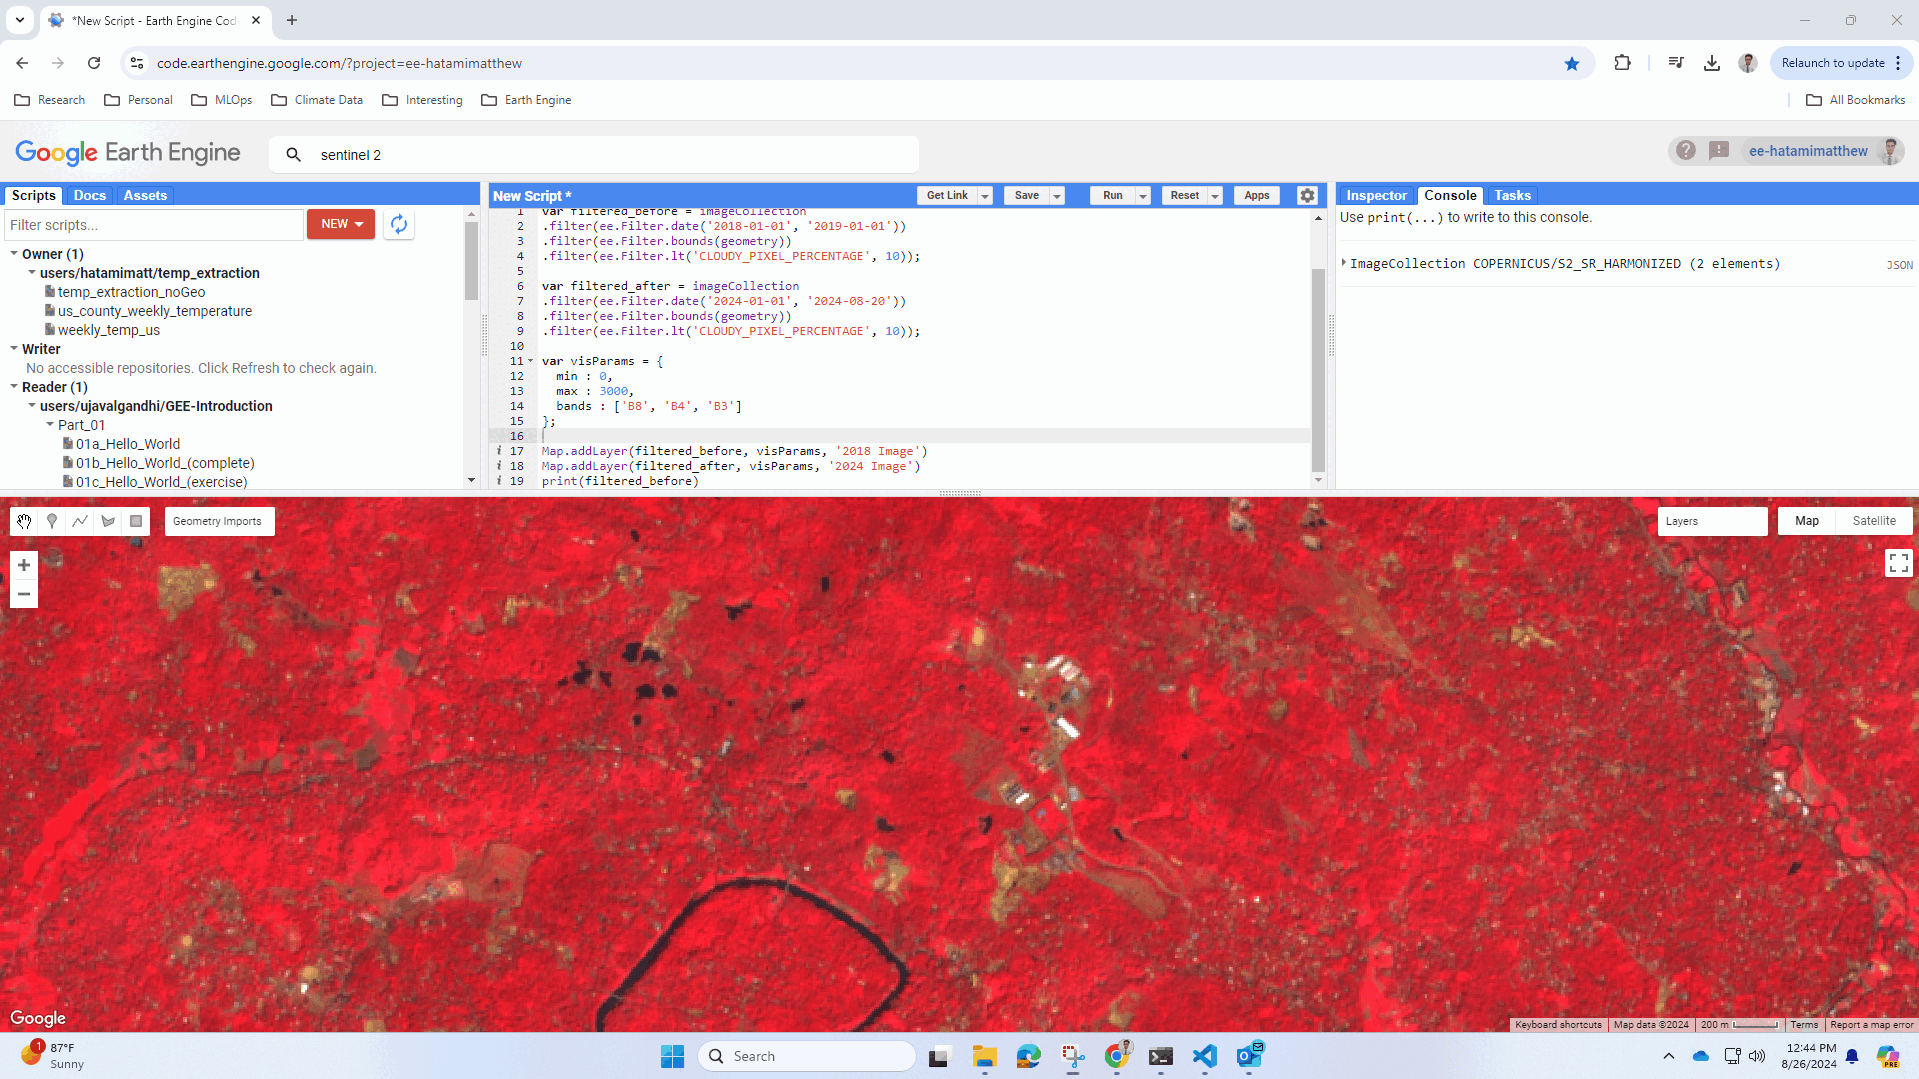 *New Script - Earth Engine Cod
code.earthengine.google.com/?project=ee-hatamimatthew
Relaunch to update
Research
Personal
MLOps
Climate Data
Interesting
Earth Engine
All Bookmarks
Google Earth Engine
sentinel 2
ee-hatamimatthew
Scripts
Docs
Assets
Filter scripts...
NEW
Owner (1)
users/hatamimatt/temp_extraction
temp_extraction_noGeo
us_county_weekly_temperature
weekly_temp_us
Writer
No accessible repositories. Click Refresh to check again.
Reader (1)
users/ujavalgandhi/GEE-Introduction
Part_01
01a_Hello_World
01b_Hello_World_(complete)
01c_Hello_World_(exercise)
New Script *
Get Link
Save
Run
Reset
Apps
1 var filtered_before = imageCollection
2 .filter(ee.Filter.date('2018-01-01', '2019-01-01'))
3 .filter(ee.Filter.bounds(geometry))
4 .filter(ee.Filter.lt('CLOUDY_PIXEL_PERCENTAGE', 10));
5
6 var filtered_after = imageCollection
7 .filter(ee.Filter.date('2024-01-01', '2024-08-20'))
8 .filter(ee.Filter.bounds(geometry))
9 .filter(ee.Filter.lt('CLOUDY_PIXEL_PERCENTAGE', 10));
10
11 var visParams = {
12 min : 0,
13 max : 3000,
14 bands : ['B8', 'B4', 'B3']
15 };
16
i 17 Map.addLayer(filtered_before, visParams, '2018 Image')
i 18 Map.addLayer(filtered_after, visParams, '2024 Image')
i 19 print(filtered_before)
Inspector
Console
Tasks
Use print(...) to write to this console.
ImageCollection COPERNICUS/S2_SR_HARMONIZED (2 elements)
JSON
Geometry Imports
Layers
Map
Satellite
Google
Keyboard shortcuts
Map data ©2024
200 m
Terms
Report a map error
1
87°F
Sunny
Search
PRE
12:44 PM
8/26/2024